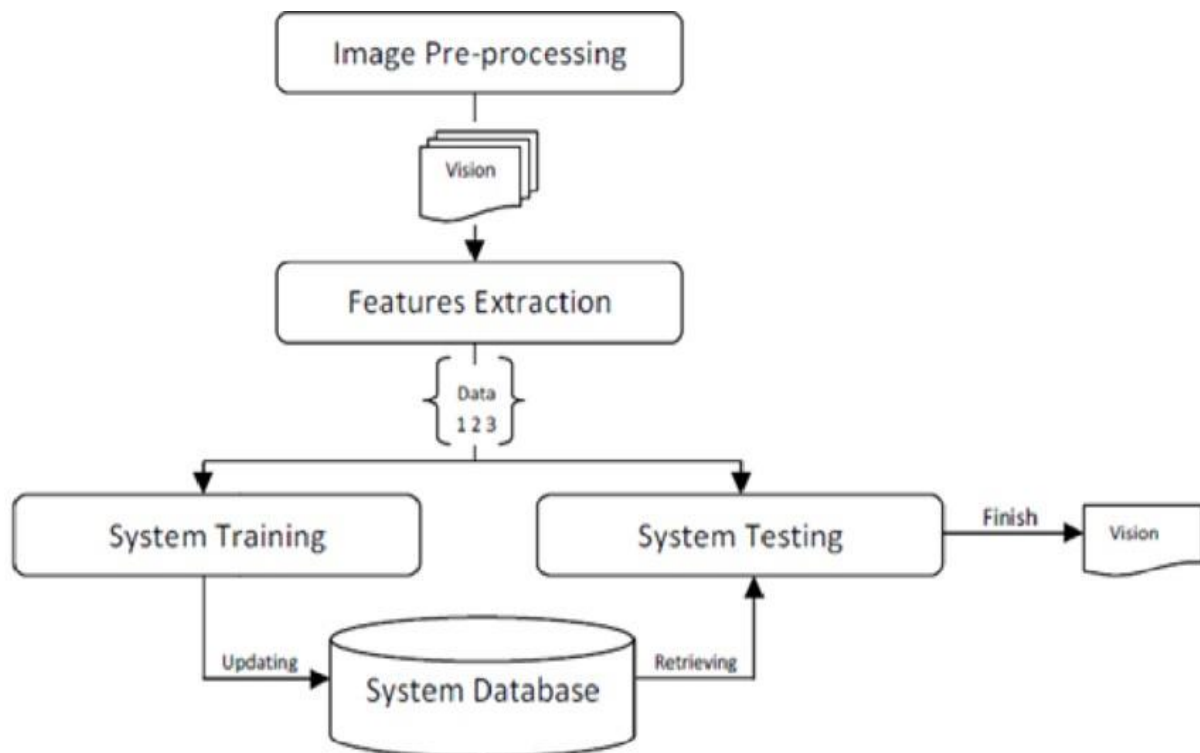 Image Pre-processing
Vision
Features Extraction
Data
1 2 3
System Training
System Testing
Finish
Vision
Updating
System Database
Retrieving